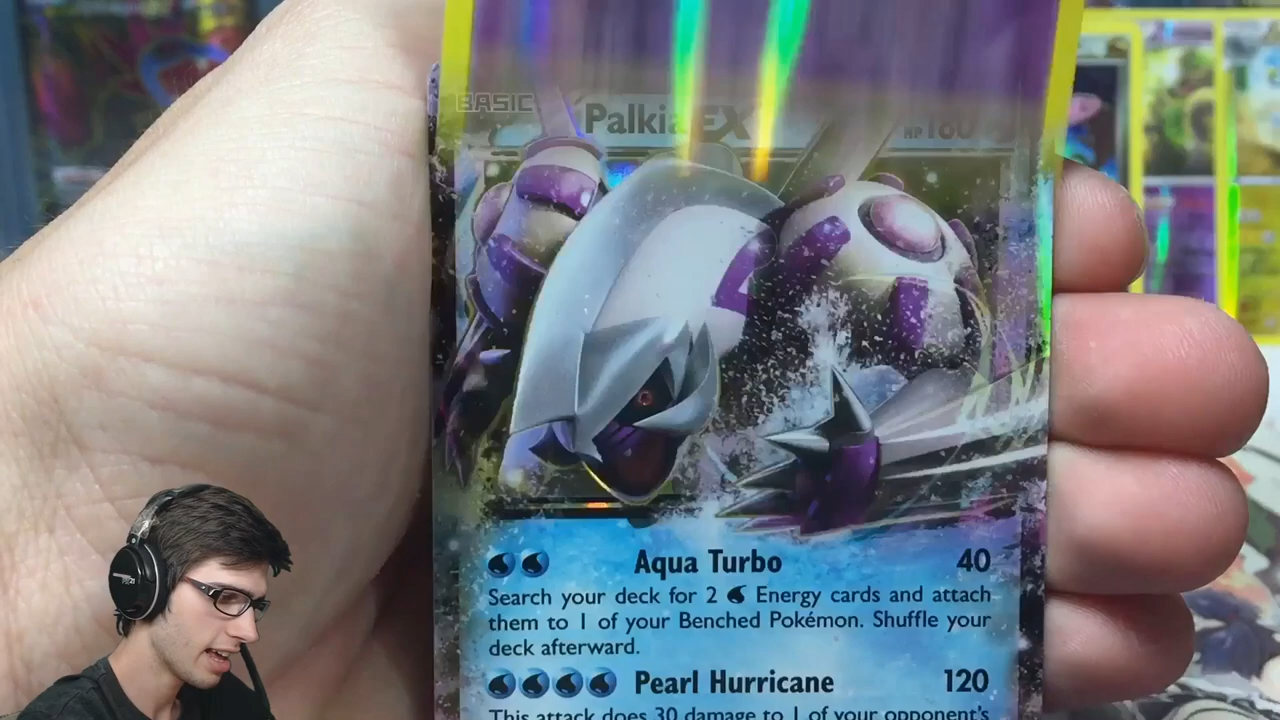 BASIC Palkia EX HP180
Aqua Turbo 40
Search your deck for 2 Energy cards and attach
them to 1 of your Benched Pokémon. Shuffle your
deck afterward.
Pearl Hurricane 120
This attack does 30 damage to 1 of your opponent's